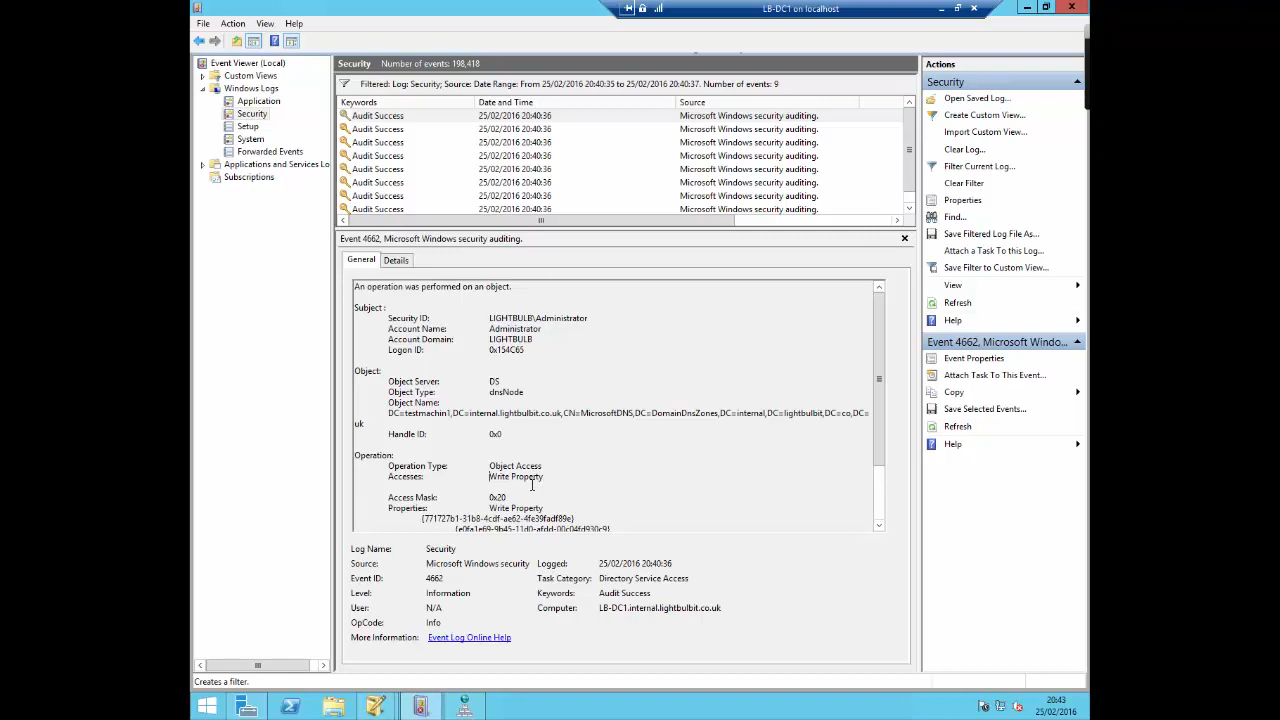 LB-DC1 on localhost
File Action View Help
Event Viewer (Local)
Custom Views
Windows Logs
Application
Security
Setup
System
Forwarded Events
Applications and Services Lo
Subscriptions
Security Number of events: 198,418
Filtered: Log: Security; Source: Date Range: From 25/02/2016 20:40:35 to 25/02/2016 20:40:37. Number of events: 9
Keywords Date and Time Source
Audit Success 25/02/2016 20:40:36 Microsoft Windows security auditing.
Audit Success 25/02/2016 20:40:36 Microsoft Windows security auditing.
Audit Success 25/02/2016 20:40:36 Microsoft Windows security auditing.
Audit Success 25/02/2016 20:40:36 Microsoft Windows security auditing.
Audit Success 25/02/2016 20:40:36 Microsoft Windows security auditing.
Audit Success 25/02/2016 20:40:36 Microsoft Windows security auditing.
Audit Success 25/02/2016 20:40:36 Microsoft Windows security auditing.
Audit Success 25/02/2016 20:40:36 Microsoft Windows security auditing.
Event 4662, Microsoft Windows security auditing.
General Details
An operation was performed on an object.
Subject :
Security ID: LIGHTBULB\Administrator
Account Name: Administrator
Account Domain: LIGHTBULB
Logon ID: 0x154C65
Object:
Object Server: DS
Object Type: dnsNode
Object Name:
DC=testmachin1,DC=internal.lightbulbit.co.uk,CN=MicrosoftDNS,DC=DomainDnsZones,DC=internal,DC=lightbulbit,DC=co,DC=
uk
Handle ID: 0x0
Operation:
Operation Type: Object Access
Accesses: Write Property
Access Mask: 0x20
Properties: Write Property
{771727b1-31b8-4cdf-ae62-4fe39fadf89e}
{e0fa1e69-9b45-11d0-afdd-00c04fd930c9}
Log Name: Security
Source: Microsoft Windows security Logged: 25/02/2016 20:40:36
Event ID: 4662 Task Category: Directory Service Access
Level: Information Keywords: Audit Success
User: N/A Computer: LB-DC1.internal.lightbulbit.co.uk
OpCode: Info
More Information: Event Log Online Help
Actions
Security
Open Saved Log...
Create Custom View...
Import Custom View...
Clear Log...
Filter Current Log...
Clear Filter
Properties
Find...
Save Filtered Log File As...
Attach a Task To this Log...
Save Filter to Custom View...
View
Refresh
Help
Event 4662, Microsoft Windo...
Event Properties
Attach Task To This Event...
Copy
Save Selected Events...
Refresh
Help
Creates a filter.
20:43
25/02/2016